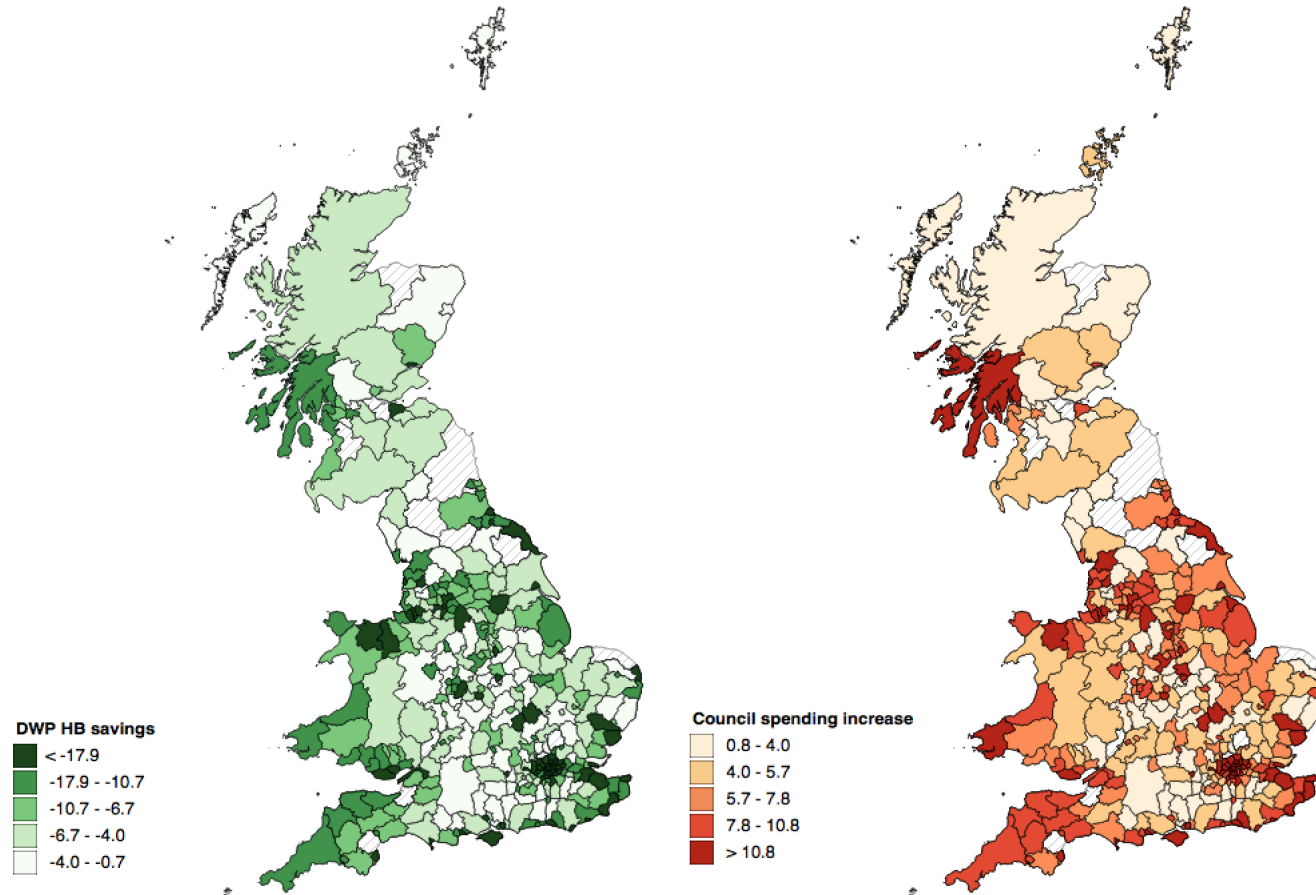 DWP HB savings
< -17.9
-17.9 - -10.7
-10.7 - -6.7
-6.7 - -4.0
-4.0 - -0.7
Council spending increase
0.8 - 4.0
4.0 - 5.7
5.7 - 7.8
7.8 - 10.8
> 10.8